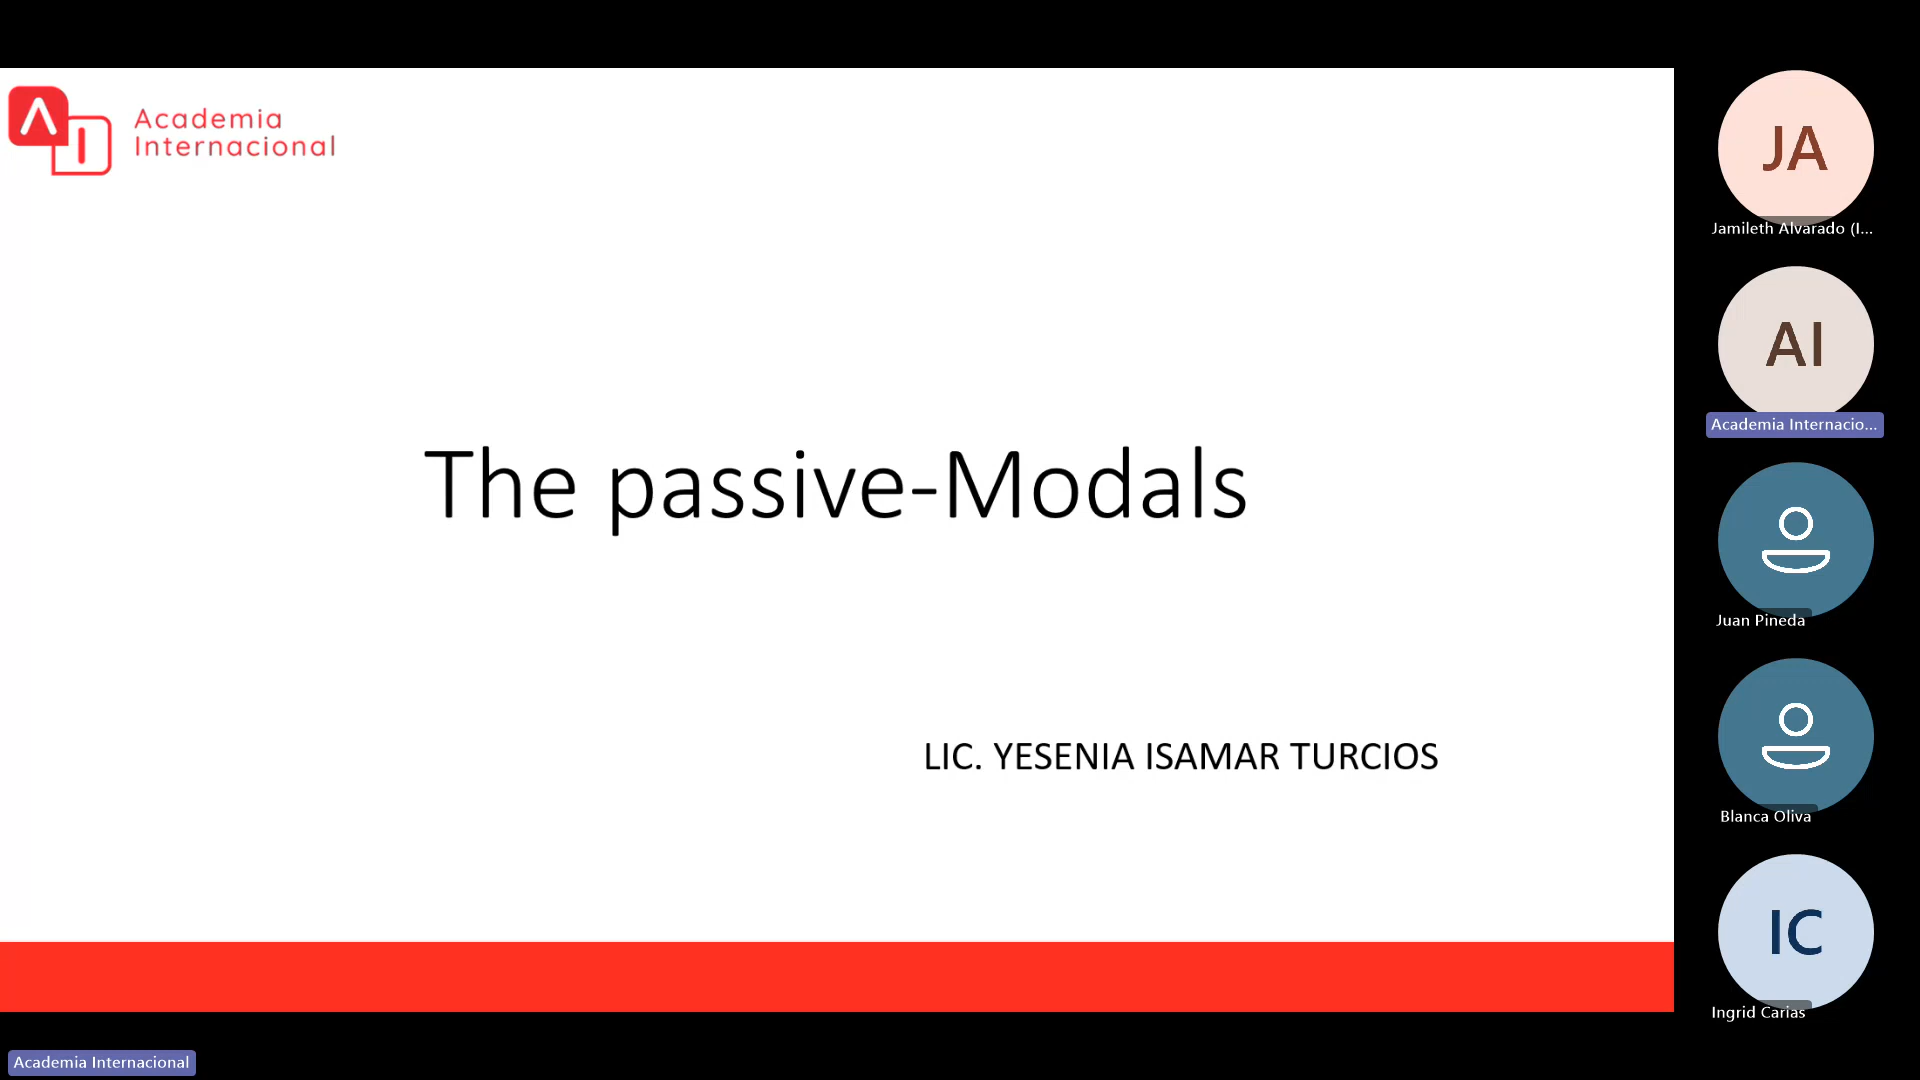 Academia
Internacional
The passive-Modals
LIC. YESENIA ISAMAR TURCIOS
JA
Jamileth Alvarado (I...
AI
Academia Internacio...
Juan Pineda
Blanca Oliva
IC
Ingrid Carias
Academia Internacional